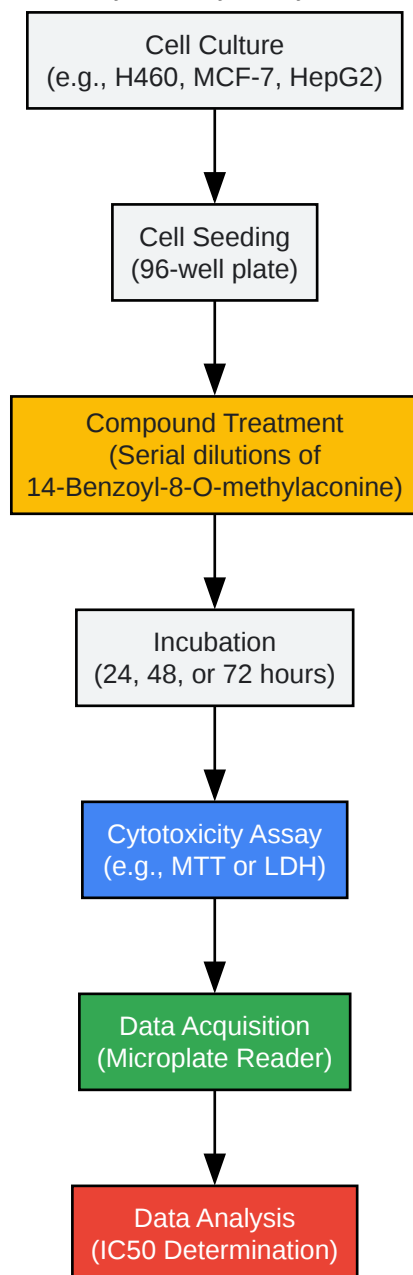 Cell Culture
(e.g., H460, MCF-7, HepG2)
Cell Seeding
(96-well plate)
Compound Treatment
(Serial dilutions of
14-Benzoyl-8-O-methylaconine)
Incubation
(24, 48, or 72 hours)
Cytotoxicity Assay
(e.g., MTT or LDH)
Data Acquisition
(Microplate Reader)
Data Analysis
(IC50 Determination)